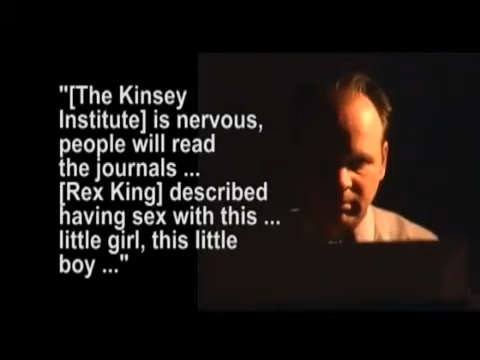 "[The Kinsey
Institute] is nervous,
people will read
the journals ...
[Rex King] described
having sex with this ...
little girl, this little
boy ..."